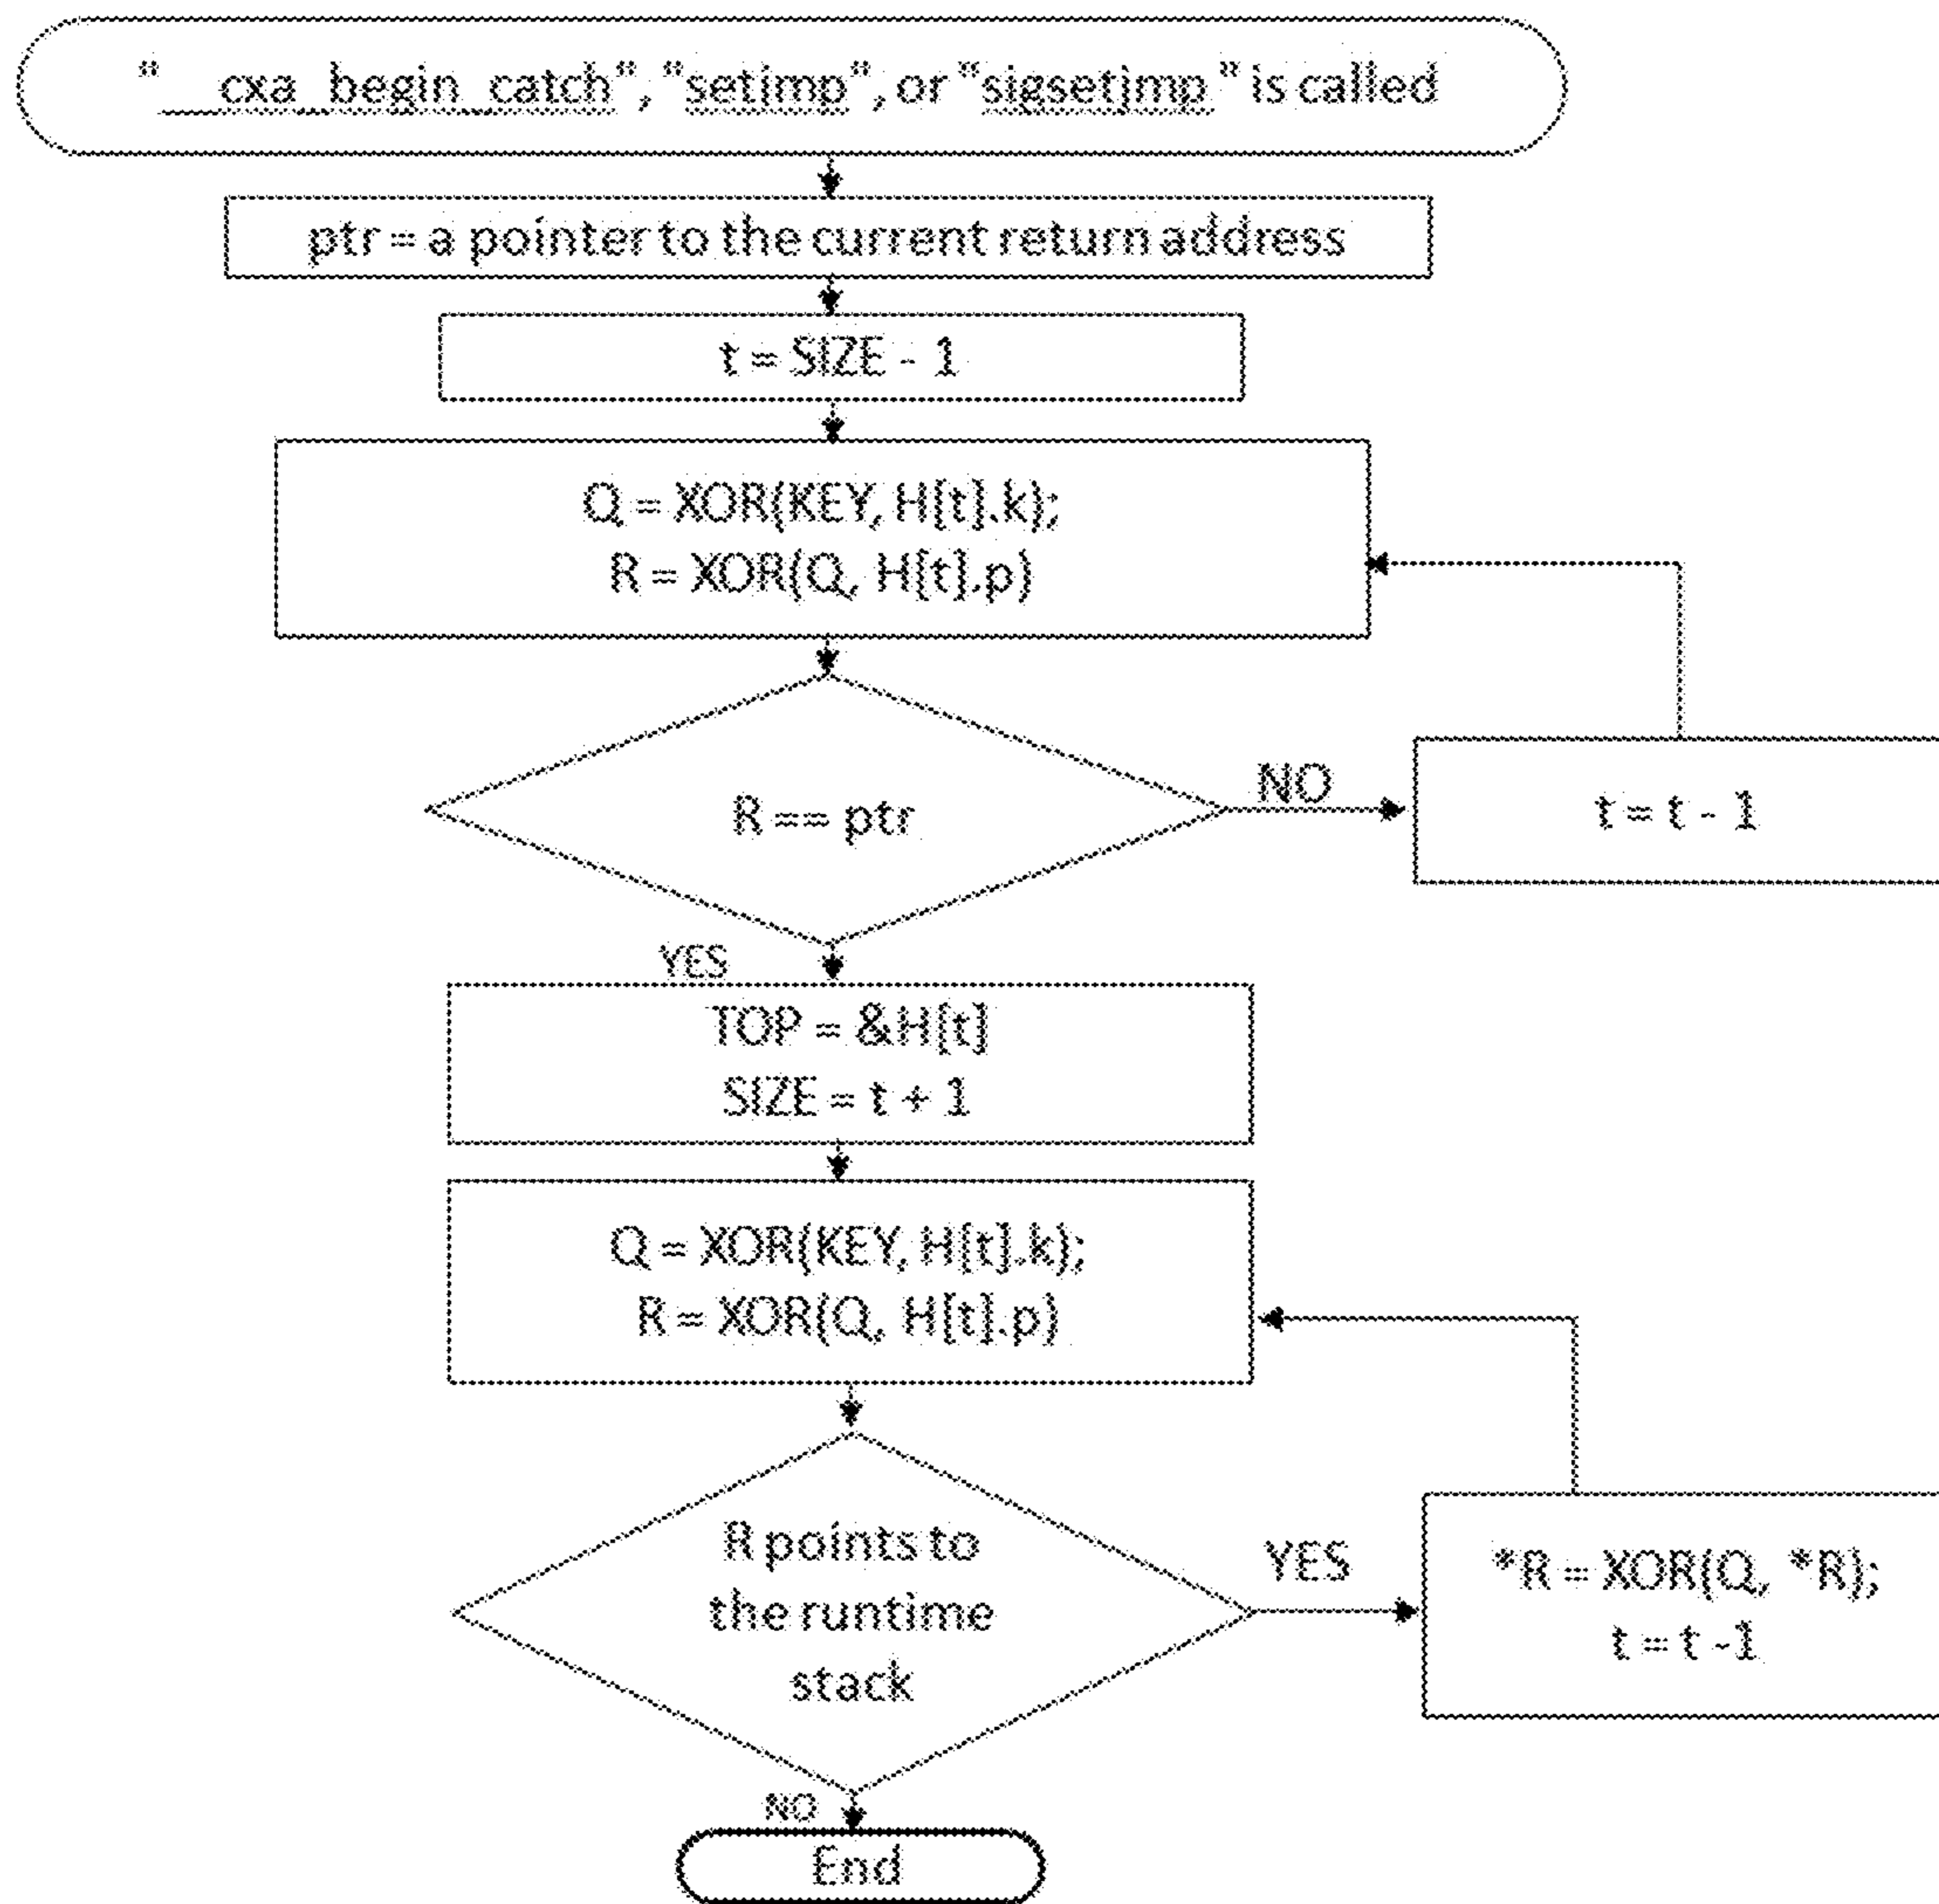 "__cxa_begin_catch", "setjmp", or "sigsetjmp" is called
ptr = a pointer to the current return address
t = SIZE - 1
Q = XOR(KEY, H[t].k);
R = XOR(Q, H[t].p)
R == ptr
NO
t = t - 1
YES
TOP = &H[t]
SIZE = t + 1
Q = XOR(KEY, H[t].k);
R = XOR(Q, H[t].p)
R points to
the runtime
stack
YES
*R = XOR(Q, *R);
t = t -1
NO
End